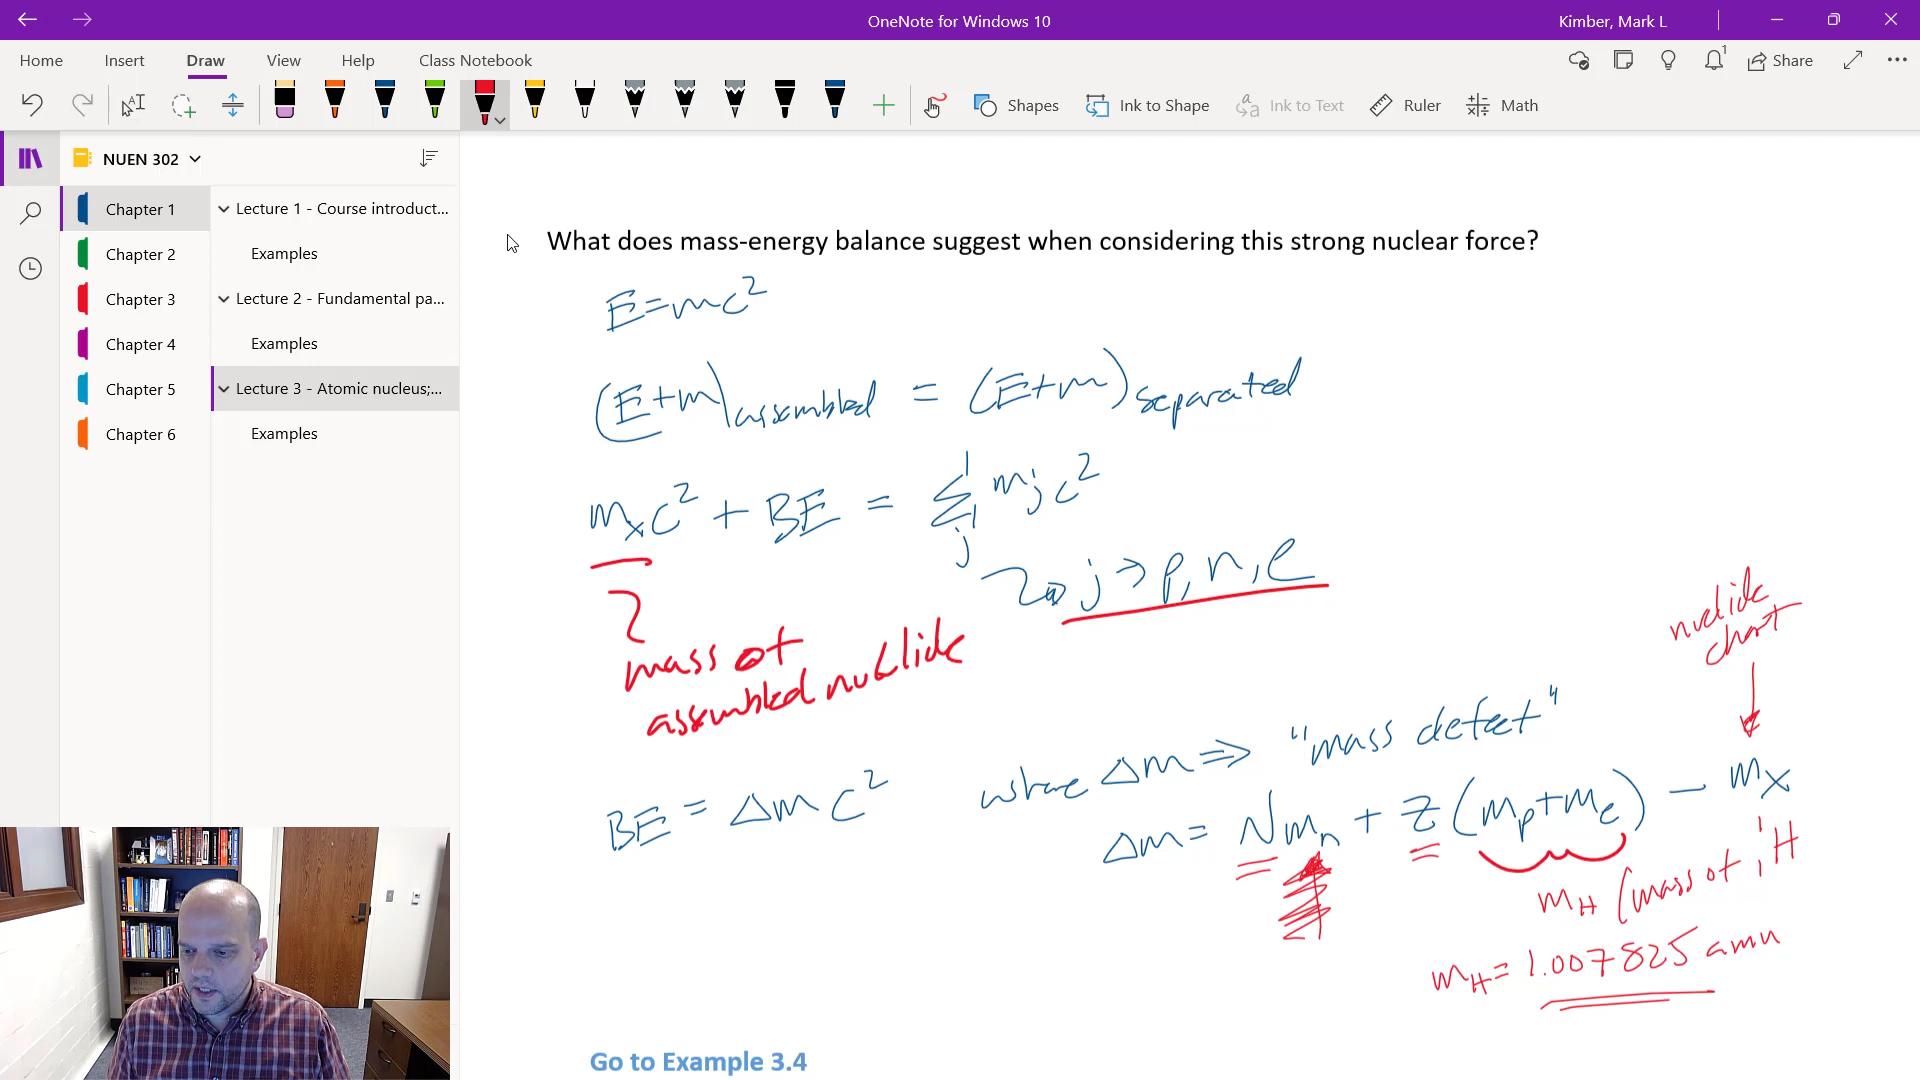 OneNote for Windows 10
Kimber, Mark L
Home Insert Draw View Help Class Notebook
1
Share
Shapes Ink to Shape Ink to Text Ruler Math
NUEN 302
Chapter 1
Chapter 2
Chapter 3
Chapter 4
Chapter 5
Chapter 6
Lecture 1 - Course introduct...
Examples
Lecture 2 - Fundamental pa...
Examples
Lecture 3 - Atomic nucleus;...
Examples
What does mass-energy balance suggest when considering this strong nuclear force?
E=mc²
(E+m)assembled = (E+m)separated
mₓc² + BE = Σⱼ mⱼc²
j ⇒ p, n, e
mass of
assembled nuclide
nuclide
chart
where Δm ⇒ "mass defect"
BE = Δm c²
Δm = Nmₙ + Z(mₚ+mₑ) − mₓ
m_H (mass of ¹₁H
m_H = 1.007825 amu
Go to Example 3.4